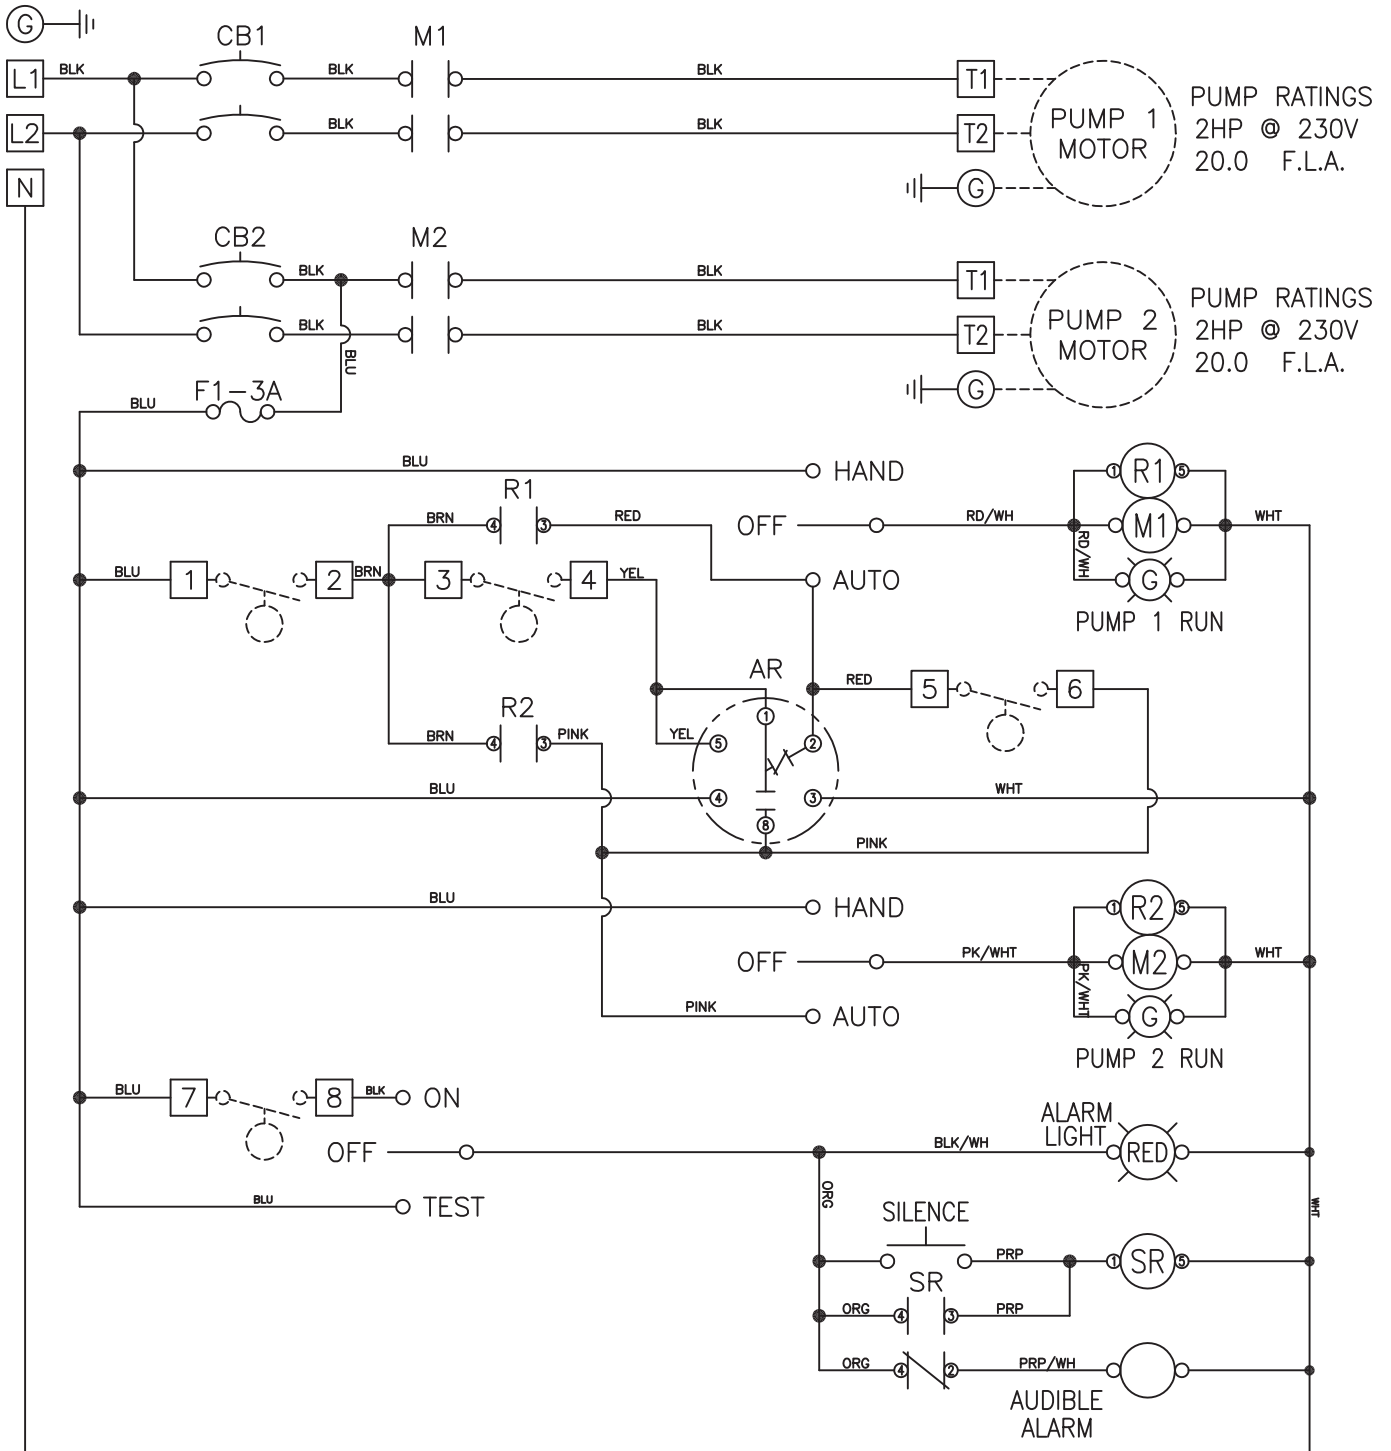 G
CB1 M1
L1 BLK BLK BLK T1
PUMP 1
MOTOR
PUMP RATINGS
2HP @ 230V
20.0 F.L.A.
L2 BLK BLK T2
N G
CB2 M2
BLK BLK T1
PUMP 2
MOTOR
PUMP RATINGS
2HP @ 230V
20.0 F.L.A.
BLK BLK T2
BLU
G
BLU F1-3A
BLU HAND
1 R1 5
R1
BRN 4 3 RED
OFF RD/WH M1 WHT
RD/WH
BLU 1 2 BRN 3 4 YEL AUTO
G
PUMP 1 RUN
AR
RED 5 6
1
R2
BRN 4 3 PINK YEL 5 2
BLU 4 3 WHT
8
PINK
BLU HAND
1 R2 5
OFF PK/WHT M2 WHT
PK/WHT
PINK AUTO G
PUMP 2 RUN
BLU 7 8 BLK ON
ALARM
LIGHT
OFF BLK/WH RED
BLU TEST
ORG
WHT
SILENCE
PRP 1 SR 5
SR
ORG 4 3 PRP
ORG 4 2 PRP/WH
AUDIBLE
ALARM